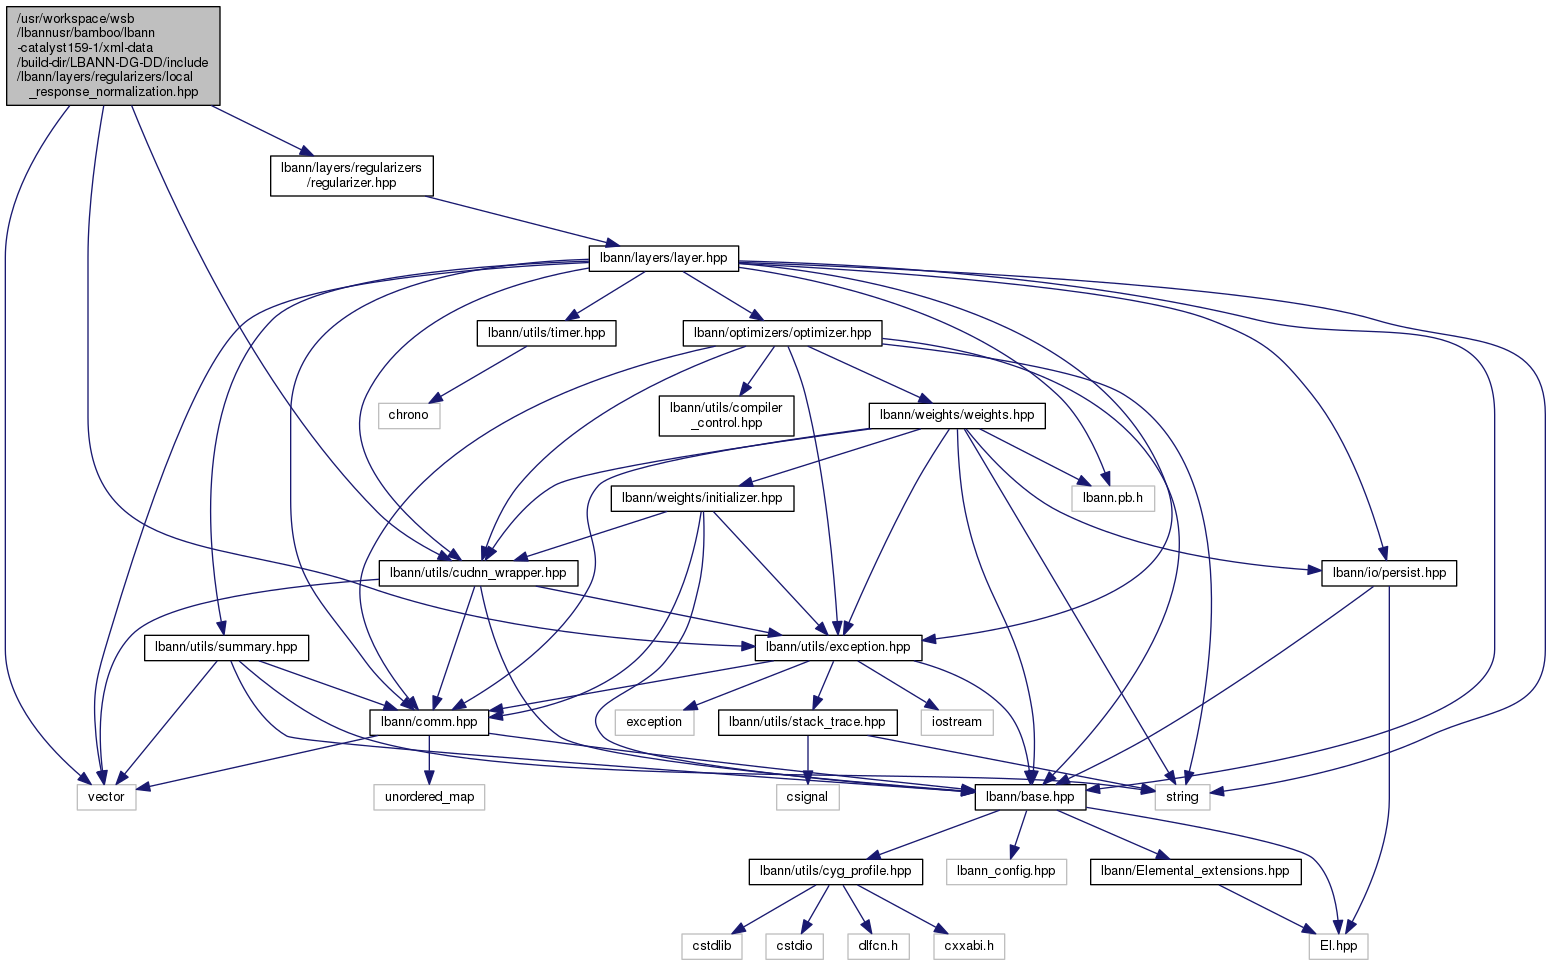 /usr/workspace/wsb
/lbannusr/bamboo/lbann
-catalyst159-1/xml-data
/build-dir/LBANN-DG-DD/include
/lbann/layers/regularizers/local
_response_normalization.hpp
lbann/layers/regularizers
/regularizer.hpp
lbann/layers/layer.hpp
lbann/utils/timer.hpp
lbann/optimizers/optimizer.hpp
chrono
lbann/utils/compiler
_control.hpp
lbann/weights/weights.hpp
lbann/weights/initializer.hpp
lbann.pb.h
lbann/utils/cudnn_wrapper.hpp
lbann/io/persist.hpp
lbann/utils/summary.hpp
lbann/utils/exception.hpp
lbann/comm.hpp
exception
lbann/utils/stack_trace.hpp
iostream
vector
unordered_map
csignal
lbann/base.hpp
string
lbann/utils/cyg_profile.hpp
lbann_config.hpp
lbann/Elemental_extensions.hpp
cstdlib
cstdio
dlfcn.h
cxxabi.h
El.hpp